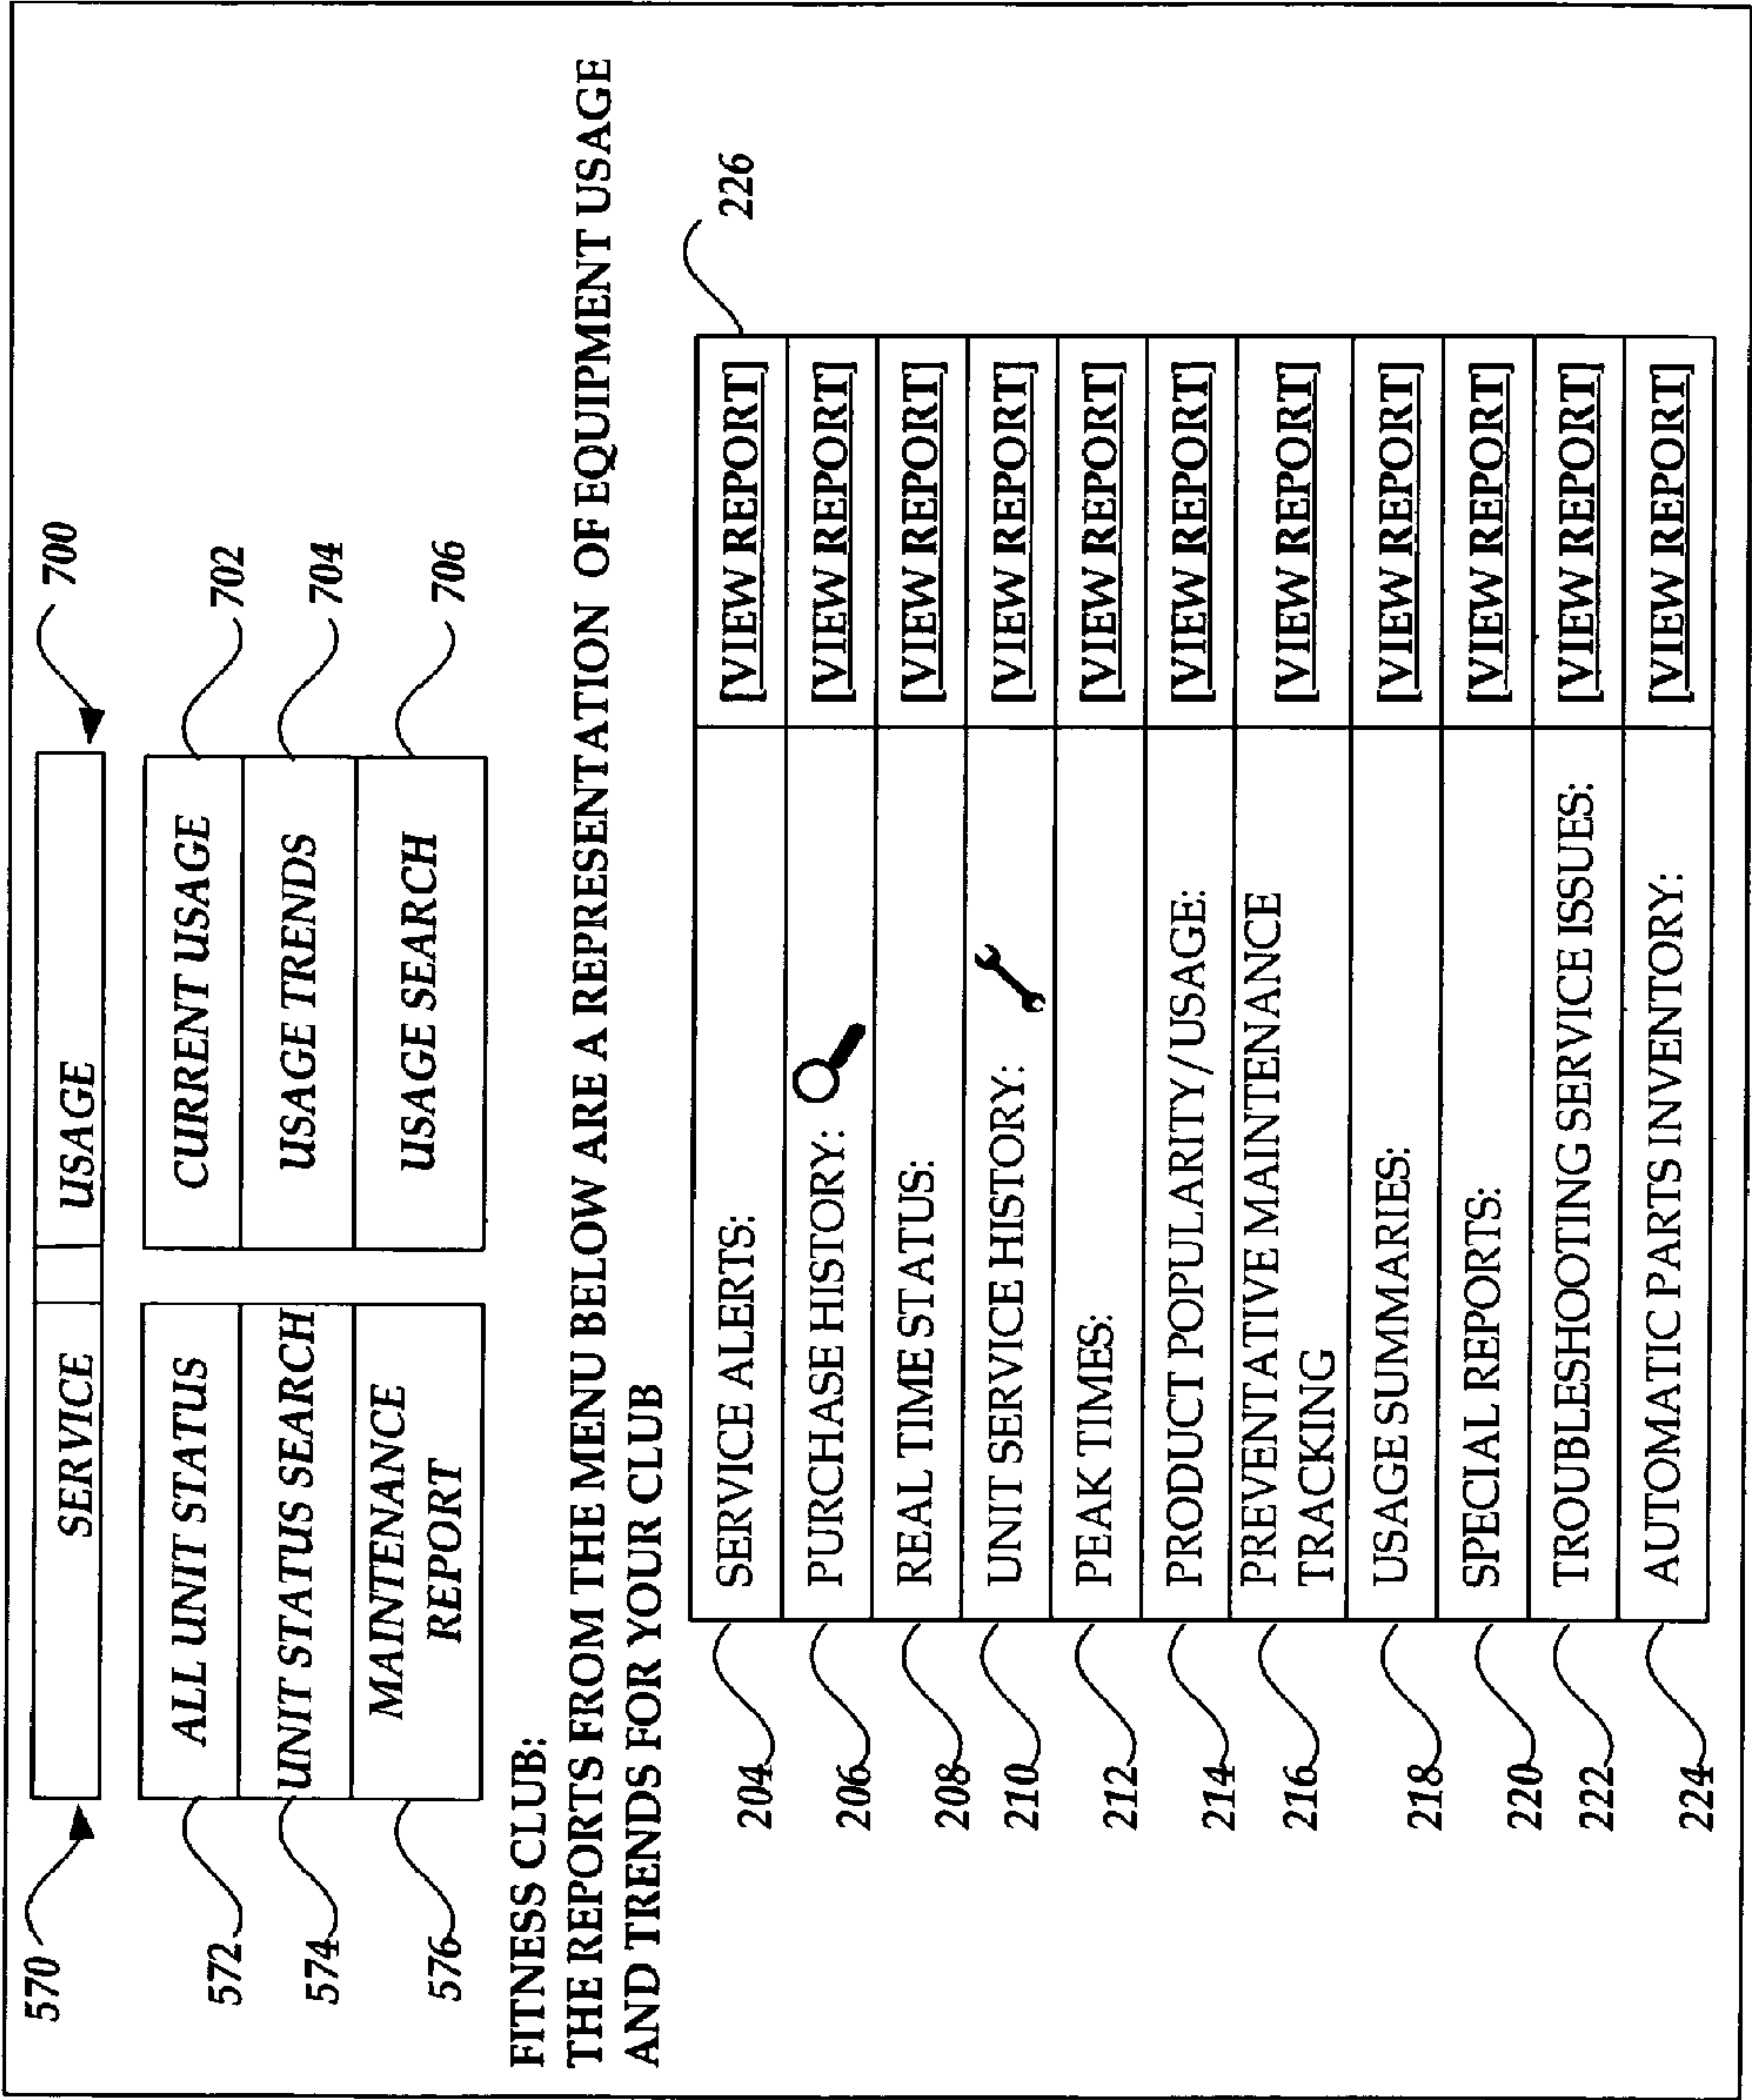 570 SERVICE USAGE 700
572 ALL UNIT STATUS CURRENT USAGE 702
574 UNIT STATUS SEARCH USAGE TRENDS 704
576 MAINTENANCE USAGE SEARCH 706
REPORT
FITNESS CLUB:
THE REPORTS FROM THE MENU BELOW ARE A REPRESENTATION OF EQUIPMENT USAGE
AND TRENDS FOR YOUR CLUB
226
204 SERVICE ALERTS: [VIEW REPORT]
206 PURCHASE HISTORY: [VIEW REPORT]
208 REAL TIME STATUS: [VIEW REPORT]
210 UNIT SERVICE HISTORY: [VIEW REPORT]
212 PEAK TIMES: [VIEW REPORT]
214 PRODUCT POPULARITY/USAGE: [VIEW REPORT]
216 PREVENTATIVE MAINTENANCE [VIEW REPORT]
TRACKING
218 USAGE SUMMARIES: [VIEW REPORT]
220 SPECIAL REPORTS: [VIEW REPORT]
222 TROUBLESHOOTING SERVICE ISSUES: [VIEW REPORT]
224 AUTOMATIC PARTS INVENTORY: [VIEW REPORT]